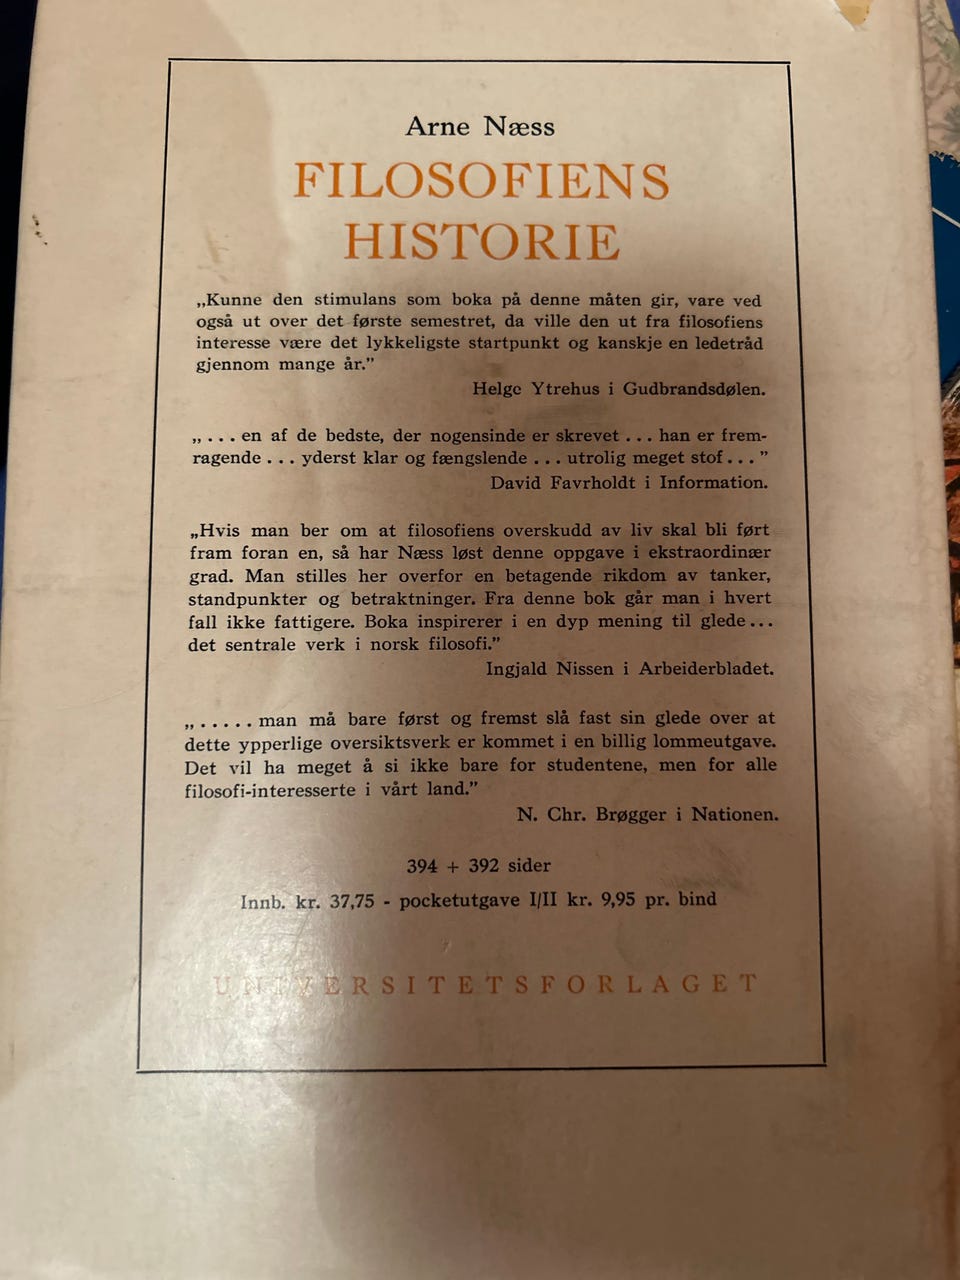 Arne Næss
FILOSOFIENS
HISTORIE
„Kunne den stimulans som boka på denne måten gir, vare ved
også ut over det første semestret, da ville den ut fra filosofiens
interesse være det lykkeligste startpunkt og kanskje en ledetråd
gjennom mange år.”
Helge Ytrehus i Gudbrandsdølen.
„ . . . en af de bedste, der nogensinde er skrevet . . . han er frem-
ragende . . . yderst klar og fængslende . . . utrolig meget stof . . . ”
David Favrholdt i Information.
„Hvis man ber om at filosofiens overskudd av liv skal bli ført
fram foran en, så har Næss løst denne oppgave i ekstraordinær
grad. Man stilles her overfor en betagende rikdom av tanker,
standpunkter og betraktninger. Fra denne bok går man i hvert
fall ikke fattigere. Boka inspirerer i en dyp mening til glede . . .
det sentrale verk i norsk filosofi.”
Ingjald Nissen i Arbeiderbladet.
„ . . . . . . man må bare først og fremst slå fast sin glede over at
dette ypperlige oversiktsverk er kommet i en billig lommeutgave.
Det vil ha meget å si ikke bare for studentene, men for alle
filosofi-interesserte i vårt land.”
N. Chr. Brøgger i Nationen.
394 + 392 sider
Innb. kr. 37,75 - pocketutgave I/II kr. 9,95 pr. bind
UNIVERSITETSFORLAGET